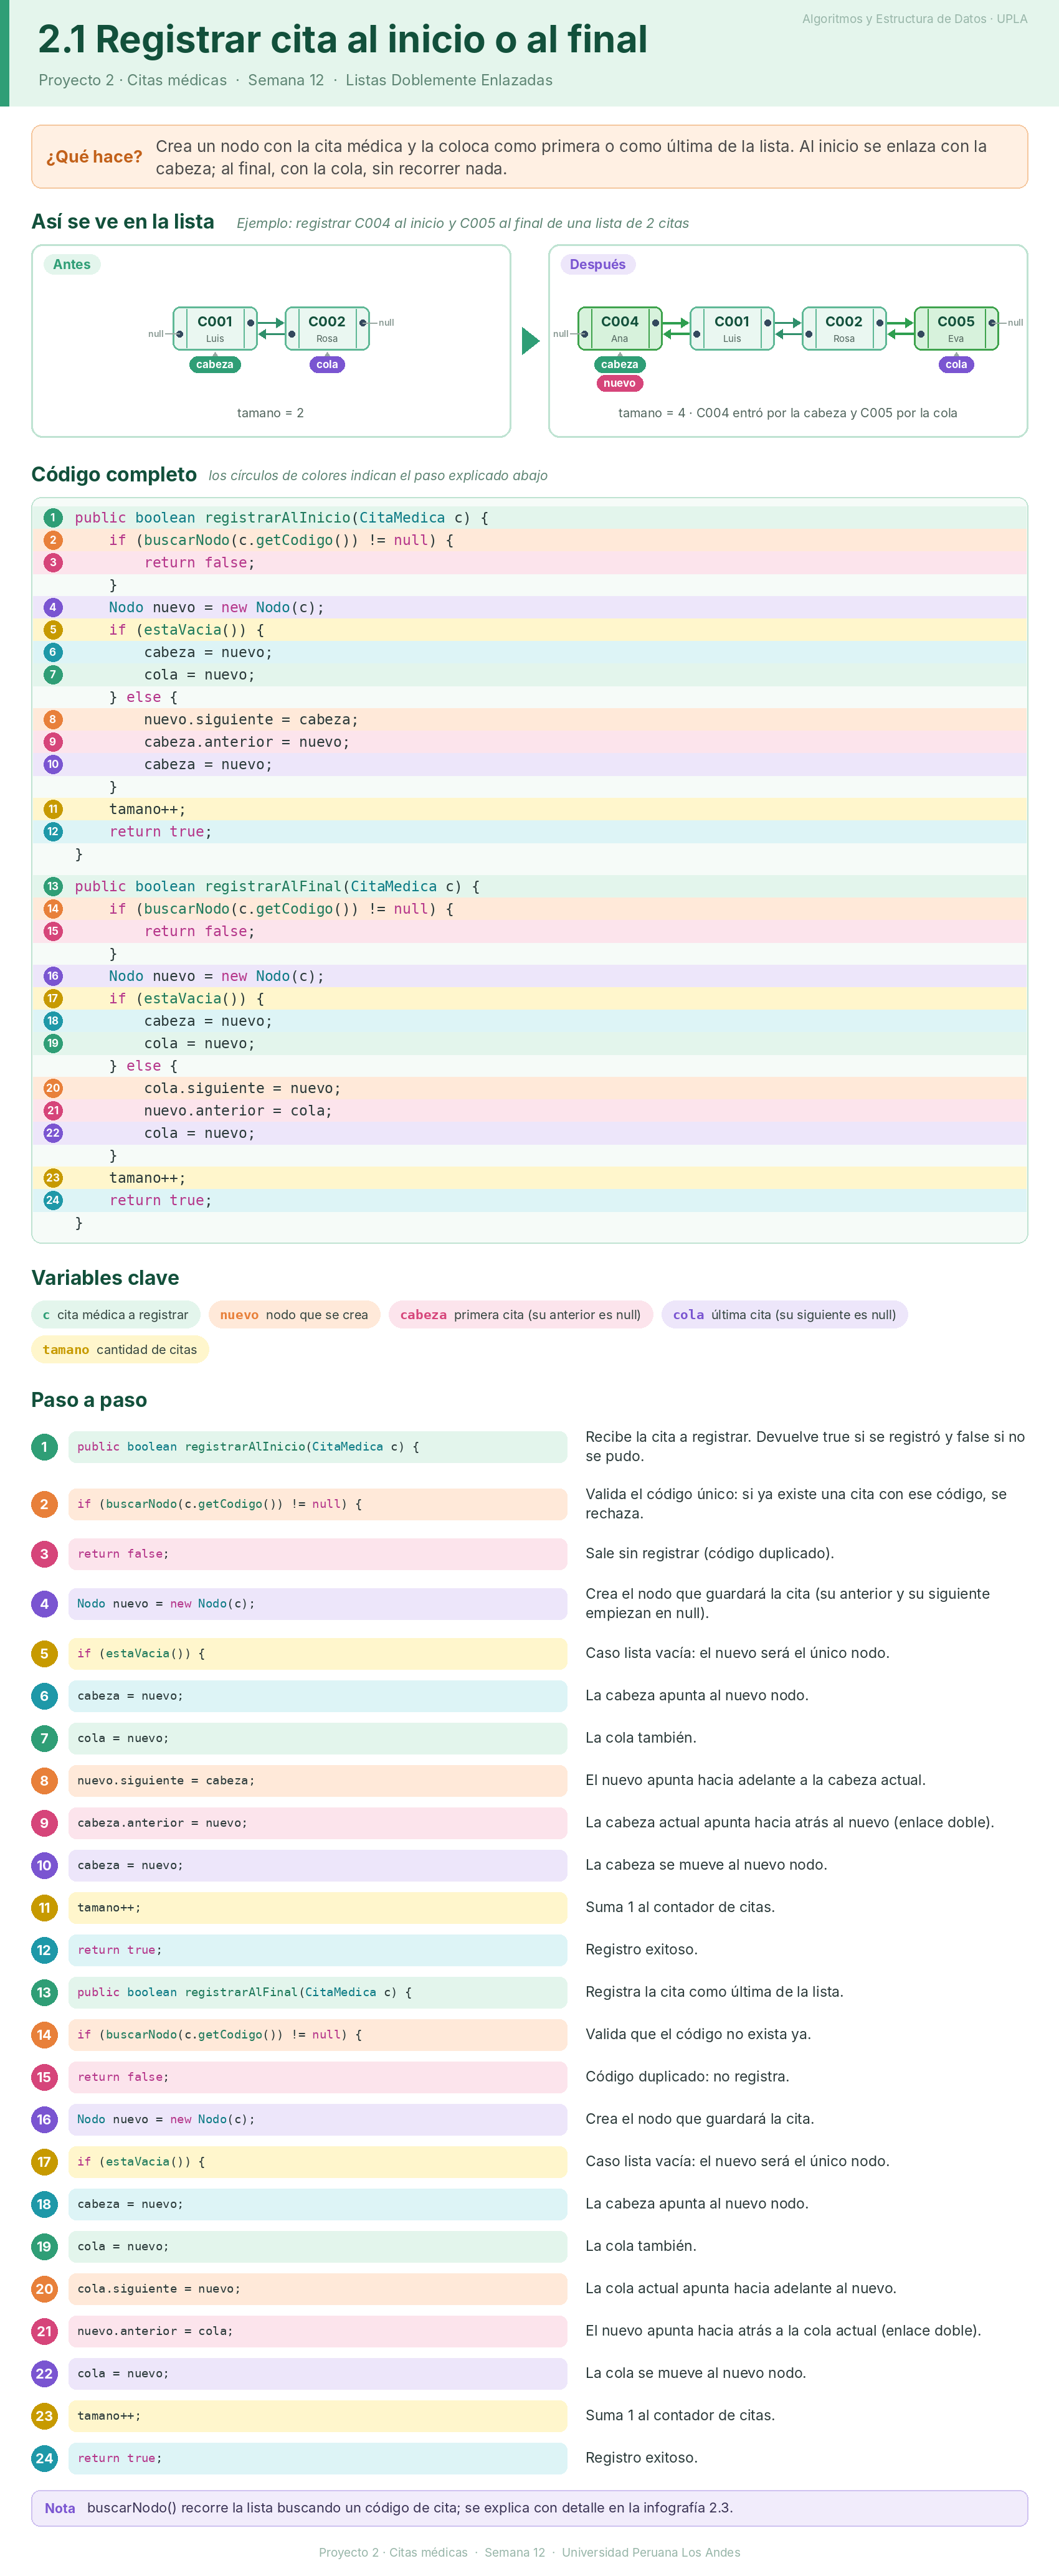 Algoritmos y Estructura de Datos · UPLA
2.1 Registrar cita al inicio o al final
Proyecto 2 · Citas médicas · Semana 12 · Listas Doblemente Enlazadas
¿Qué hace?
Crea un nodo con la cita médica y la coloca como primera o como última de la lista. Al inicio se enlaza con la
cabeza; al final, con la cola, sin recorrer nada.
Así se ve en la lista
Ejemplo: registrar C004 al inicio y C005 al final de una lista de 2 citas
Antes
null
C001
Luis
C002
Rosa
null
cabeza
cola
tamano = 2
Después
null
C004
Ana
C001
Luis
C002
Rosa
C005
Eva
null
cabeza
cola
nuevo
tamano = 4 · C004 entró por la cabeza y C005 por la cola
Código completo
los círculos de colores indican el paso explicado abajo
1 public boolean registrarAlInicio(CitaMedica c) {
2 if (buscarNodo(c.getCodigo()) != null) {
3 return false;
}
4 Nodo nuevo = new Nodo(c);
5 if (estaVacia()) {
6 cabeza = nuevo;
7 cola = nuevo;
} else {
8 nuevo.siguiente = cabeza;
9 cabeza.anterior = nuevo;
10 cabeza = nuevo;
}
11 tamano++;
12 return true;
}
13 public boolean registrarAlFinal(CitaMedica c) {
14 if (buscarNodo(c.getCodigo()) != null) {
15 return false;
}
16 Nodo nuevo = new Nodo(c);
17 if (estaVacia()) {
18 cabeza = nuevo;
19 cola = nuevo;
} else {
20 cola.siguiente = nuevo;
21 nuevo.anterior = cola;
22 cola = nuevo;
}
23 tamano++;
24 return true;
}
Variables clave
c cita médica a registrar
nuevo nodo que se crea
cabeza primera cita (su anterior es null)
cola última cita (su siguiente es null)
tamano cantidad de citas
Paso a paso
1 public boolean registrarAlInicio(CitaMedica c) {
Recibe la cita a registrar. Devuelve true si se registró y false si no
se pudo.
2 if (buscarNodo(c.getCodigo()) != null) {
Valida el código único: si ya existe una cita con ese código, se
rechaza.
3 return false;
Sale sin registrar (código duplicado).
4 Nodo nuevo = new Nodo(c);
Crea el nodo que guardará la cita (su anterior y su siguiente
empiezan en null).
5 if (estaVacia()) {
Caso lista vacía: el nuevo será el único nodo.
6 cabeza = nuevo;
La cabeza apunta al nuevo nodo.
7 cola = nuevo;
La cola también.
8 nuevo.siguiente = cabeza;
El nuevo apunta hacia adelante a la cabeza actual.
9 cabeza.anterior = nuevo;
La cabeza actual apunta hacia atrás al nuevo (enlace doble).
10 cabeza = nuevo;
La cabeza se mueve al nuevo nodo.
11 tamano++;
Suma 1 al contador de citas.
12 return true;
Registro exitoso.
13 public boolean registrarAlFinal(CitaMedica c) {
Registra la cita como última de la lista.
14 if (buscarNodo(c.getCodigo()) != null) {
Valida que el código no exista ya.
15 return false;
Código duplicado: no registra.
16 Nodo nuevo = new Nodo(c);
Crea el nodo que guardará la cita.
17 if (estaVacia()) {
Caso lista vacía: el nuevo será el único nodo.
18 cabeza = nuevo;
La cabeza apunta al nuevo nodo.
19 cola = nuevo;
La cola también.
20 cola.siguiente = nuevo;
La cola actual apunta hacia adelante al nuevo.
21 nuevo.anterior = cola;
El nuevo apunta hacia atrás a la cola actual (enlace doble).
22 cola = nuevo;
La cola se mueve al nuevo nodo.
23 tamano++;
Suma 1 al contador de citas.
24 return true;
Registro exitoso.
Nota buscarNodo() recorre la lista buscando un código de cita; se explica con detalle en la infografía 2.3.
Proyecto 2 · Citas médicas · Semana 12 · Universidad Peruana Los Andes